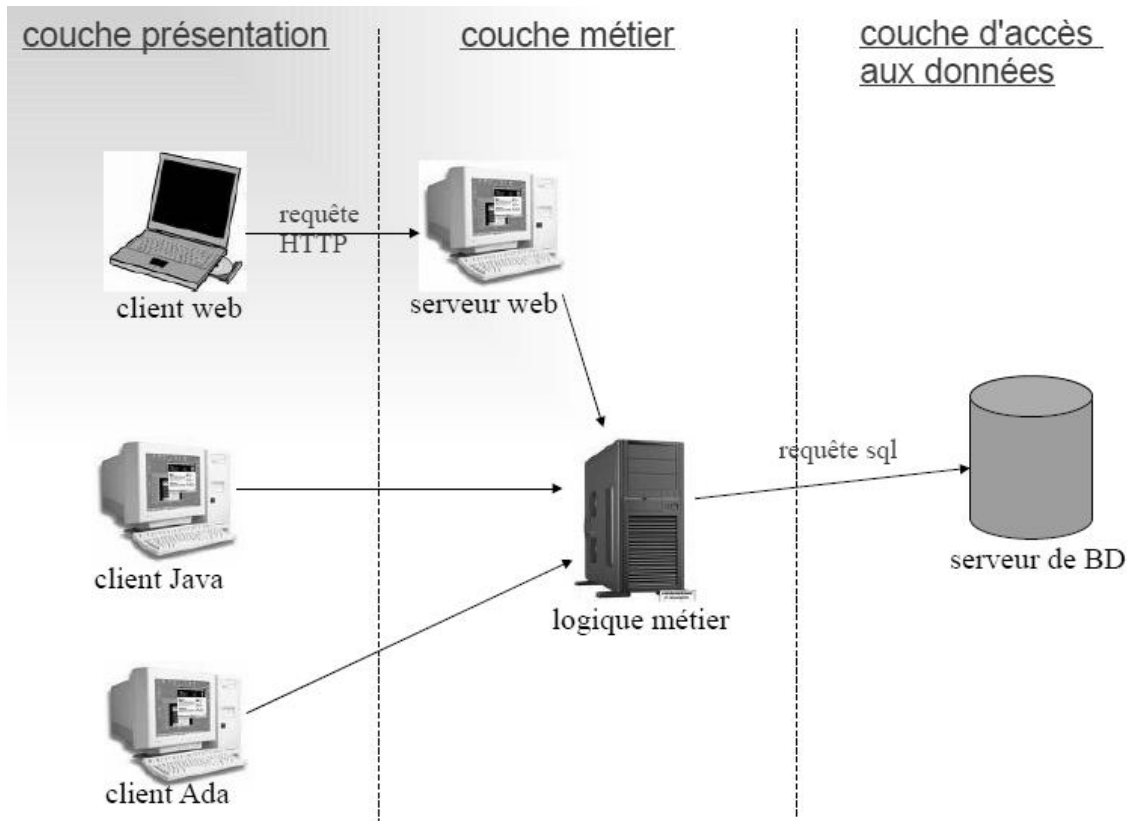 couche présentation
couche métier
couche d'accès
aux données
requête
HTTP
client web
serveur web
requête sql
client Java
serveur de BD
logique métier
client Ada